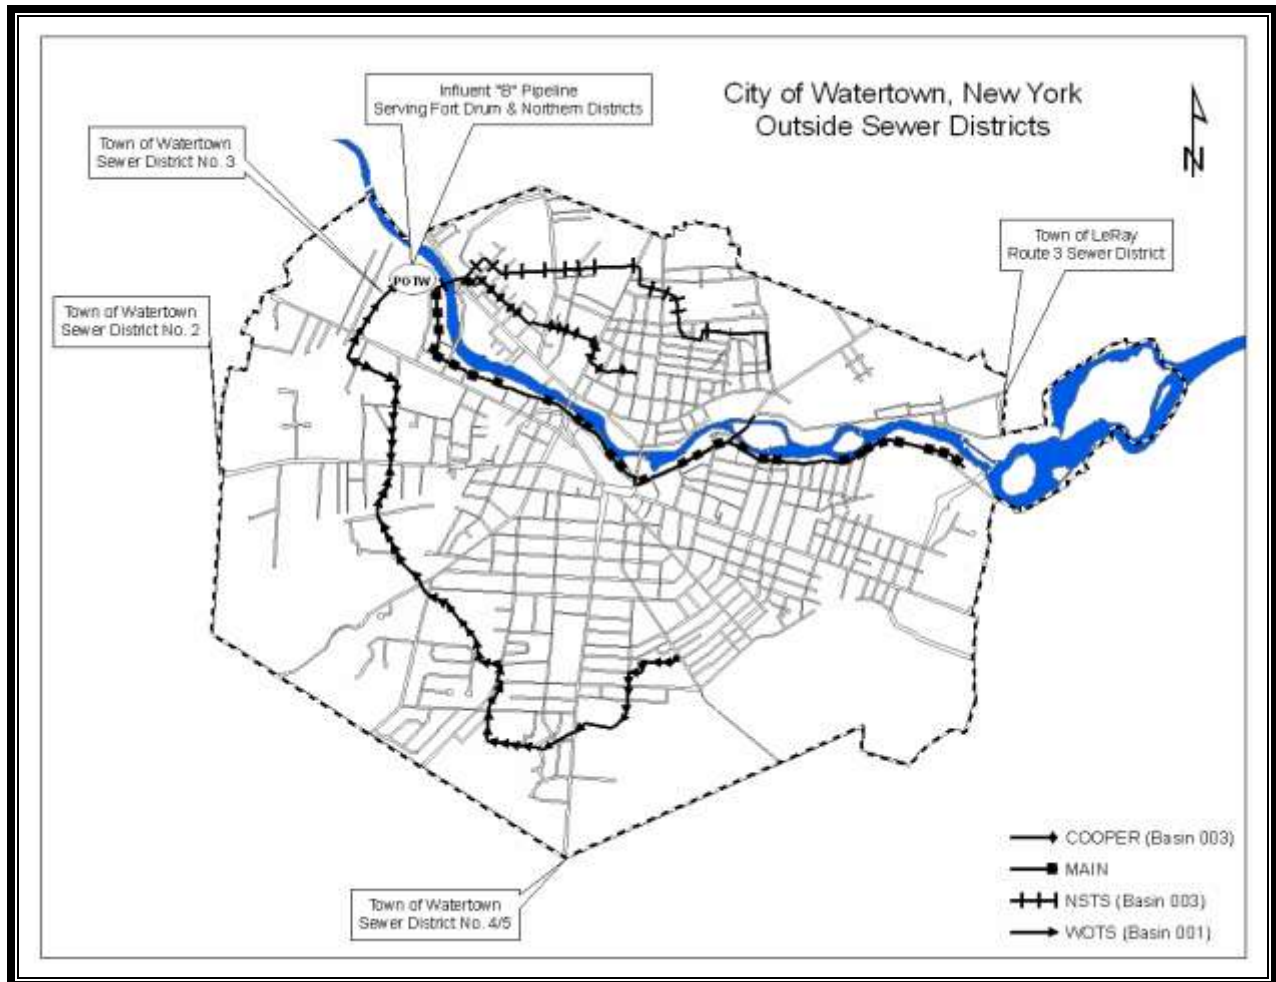 City of Watertown, New York
Outside Sewer Districts
Influent "B" Pipeline
Serving Fort Drum & Northern Districts
Town of Watertown
Sewer District No. 3
N
Town of LeRay
Route 3 Sewer District
POTW
Town of Watertown
Sewer District No. 2
Town of Watertown
Sewer District No. 4/5
COOPER (Basin 003)
MAIN
NSTS (Basin 003)
WOTS (Basin 001)